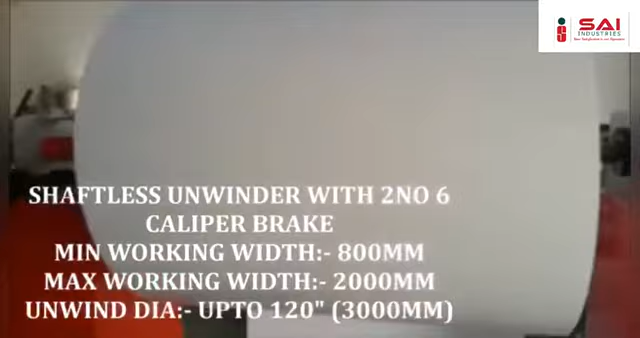 SAI
INDUSTRIES
SHAFTLESS UNWINDER WITH 2NO 6
CALIPER BRAKE
MIN WORKING WIDTH:- 800MM
MAX WORKING WIDTH:- 2000MM
UNWIND DIA:- UPTO 120" (3000MM)